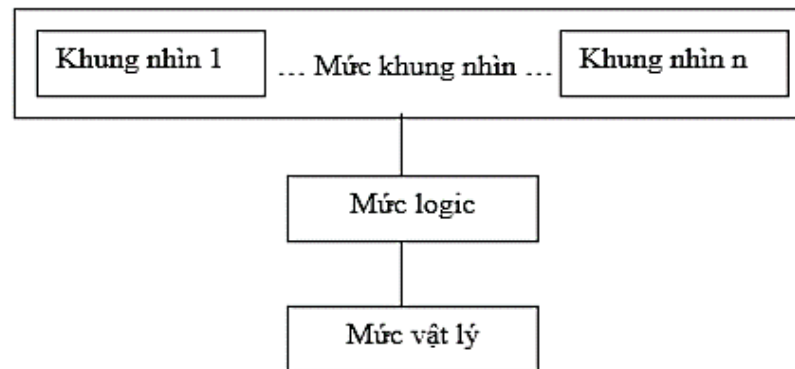 Khung nhìn 1 ... Mức khung nhìn ... Khung nhìn n
Mức logic
Mức vật lý